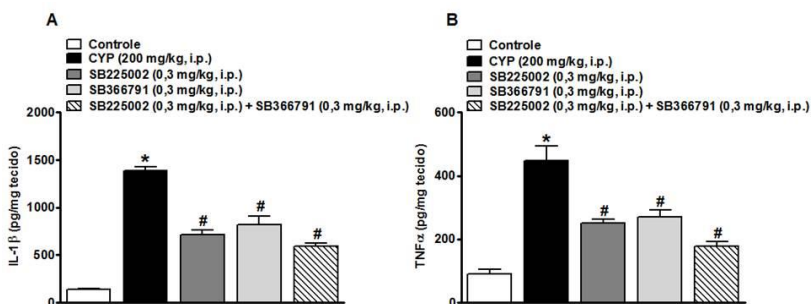 A
Controle
CYP (200 mg/kg, i.p.)
SB225002 (0,3 mg/kg, i.p.)
SB366791 (0,3 mg/kg, i.p.)
SB225002 (0,3 mg/kg, i.p.) + SB366791 (0,3 mg/kg, i.p.)
IL-1β (pg/mg tecido)
2000
1500
1000
500
0
*
#
#
#
B
Controle
CYP (200 mg/kg, i.p.)
SB225002 (0,3 mg/kg, i.p.)
SB366791 (0,3 mg/kg, i.p.)
SB225002 (0,3 mg/kg, i.p.) + SB366791 (0,3 mg/kg, i.p.)
TNFα (pg/mg tecido)
600
400
200
0
*
#
#
#